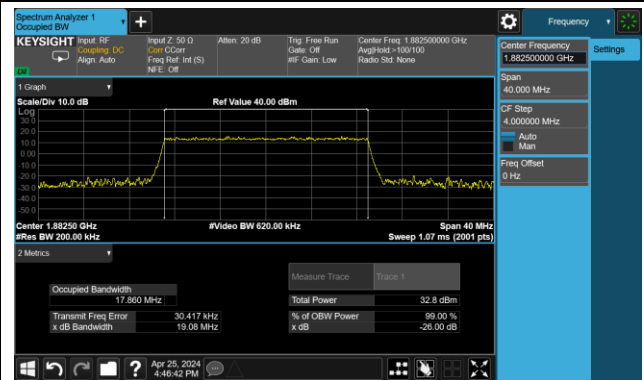 Spectrum Analyzer 1
Occupied BW
Frequency
KEYSIGHT
Input: RF
Coupling: DC
Align: Auto
Input Z: 50 Ω
Corr CCorr
Freq Ref: Int (S)
NFE: Off
Atten: 20 dB
Trig: Free Run
Gate: Off
#IF Gain: Low
Center Freq: 1.882500000 GHz
Avg|Hold:>100/100
Radio Std: None
Center Frequency
1.882500000 GHz
Settings
Span
40.000 MHz
CF Step
4.000000 MHz
Auto
Man
Freq Offset
0 Hz
1 Graph
Scale/Div 10.0 dB
Ref Value 40.00 dBm
Log
30.0
20.0
10.0
0.00
-10.0
-20.0
-30.0
-40.0
-50.0
Center 1.88250 GHz
#Video BW 620.00 kHz
Span 40 MHz
#Res BW 200.00 kHz
Sweep 1.07 ms (2001 pts)
2 Metrics
Measure Trace
Trace 1
Occupied Bandwidth
17.860 MHz
Total Power
32.8 dBm
Transmit Freq Error
30.417 kHz
% of OBW Power
99.00 %
x dB Bandwidth
19.08 MHz
x dB
-26.00 dB
?
Apr 25, 2024
4:46:42 PM